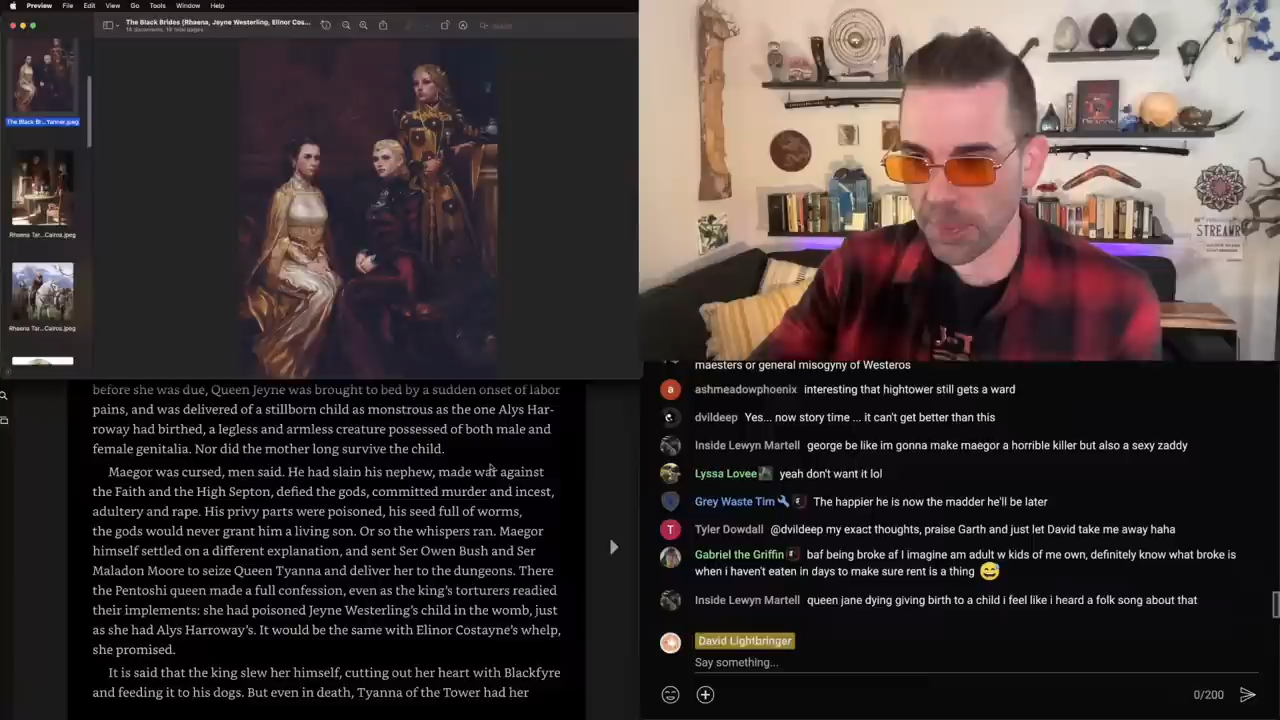 Preview File Edit View Go Tools Window Help
The Black Brides (Rhaena, Jeyne Westerling, Elinor Cos...
The Black Br...Yanner.jpeg
Rhaena Tar...Cairos.jpeg
Rhaena Tar...Cairos.jpeg
before she was due, Queen Jeyne was brought to bed by a sudden onset of labor
pains, and was delivered of a stillborn child as monstrous as the one Alys Har-
roway had birthed, a legless and armless creature possessed of both male and
female genitalia. Nor did the mother long survive the child.
Maegor was cursed, men said. He had slain his nephew, made war against
the Faith and the High Septon, defied the gods, committed murder and incest,
adultery and rape. His privy parts were poisoned, his seed full of worms,
the gods would never grant him a living son. Or so the whispers ran. Maegor
himself settled on a different explanation, and sent Ser Owen Bush and Ser
Maladon Moore to seize Queen Tyanna and deliver her to the dungeons. There
the Pentoshi queen made a full confession, even as the king's torturers readied
their implements: she had poisoned Jeyne Westerling's child in the womb, just
as she had Alys Harroway's. It would be the same with Elinor Costayne's whelp,
she promised.
It is said that the king slew her himself, cutting out her heart with Blackfyre
and feeding it to his dogs. But even in death, Tyanna of the Tower had her
DRAGON
STREAMR
maesters or general misogyny of Westeros
a ashmeadowphoenix interesting that hightower still gets a ward
dvildeep Yes... now story time ... it can't get better than this
Inside Lewyn Martell george be like im gonna make maegor a horrible killer but also a sexy zaddy
Lyssa Lovee yeah don't want it lol
Grey Waste Tim The happier he is now the madder he'll be later
T Tyler Dowdall @dvildeep my exact thoughts, praise Garth and just let David take me away haha
Gabriel the Griffin baf being broke af I imagine am adult w kids of me own, definitely know what broke is
when i haven't eaten in days to make sure rent is a thing 😅
Inside Lewyn Martell queen jane dying giving birth to a child i feel like i heard a folk song about that
David Lightbringer
Say something...
0/200